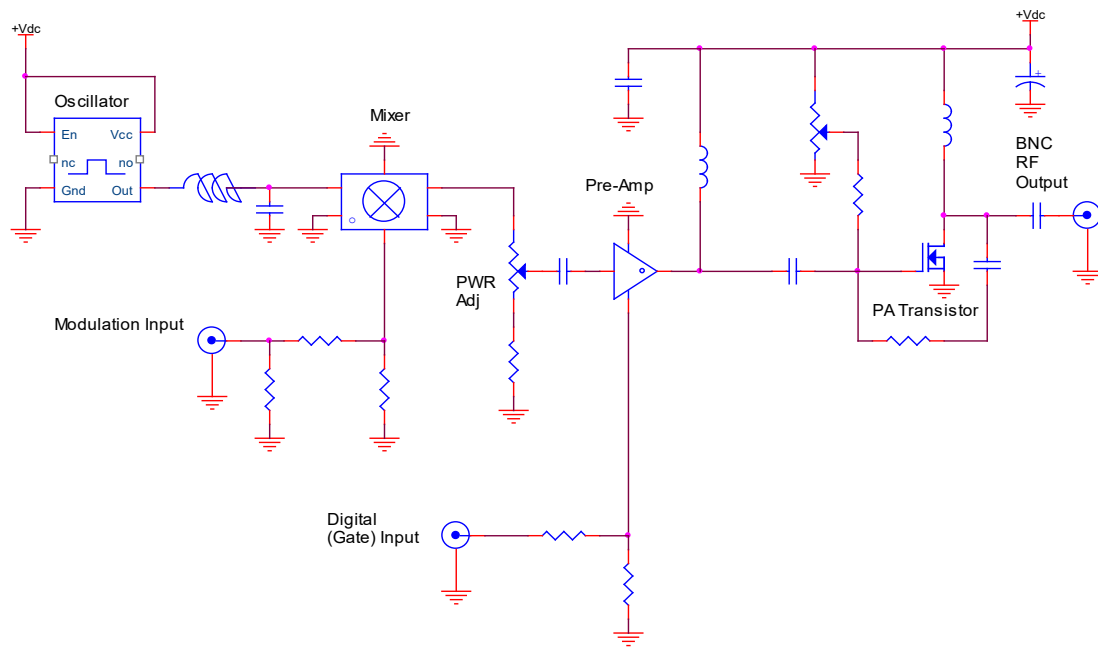 +Vdc
Oscillator
En
Vcc
nc
no
Gnd
Out
Mixer
Pre-Amp
+Vdc
+
BNC
RF
Output
PWR
Adj
PA Transistor
Modulation Input
Digital
(Gate) Input